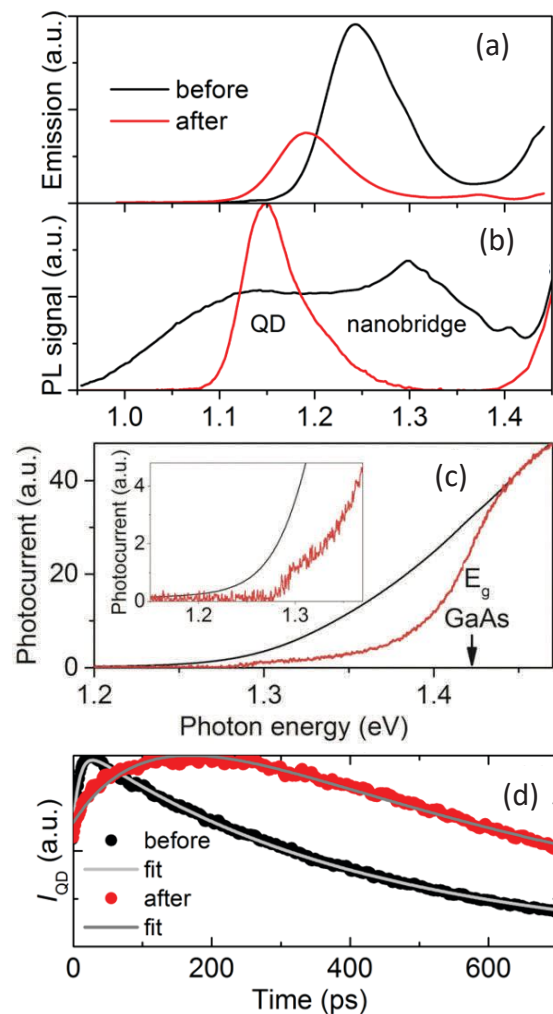 (a)
Emission (a.u.)
before
after
(b)
PL signal (a.u.)
QD
nanobridge
1.0 1.1 1.2 1.3 1.4
(c)
Photocurrent (a.u.)
40
20
0
Photocurrent (a.u.)
4
2
0
1.2 1.3
Eg
GaAs
1.2 1.3 1.4
Photon energy (eV)
(d)
IQD (a.u.)
before
fit
after
fit
0 200 400 600
Time (ps)